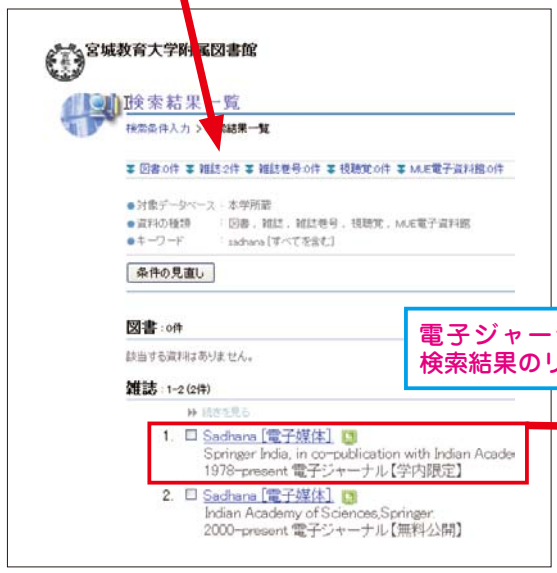 宮城教育大学附属図書館
検索結果一覧
検索条件入力 > 結果一覧
図書:0件 雑誌:2件 雑誌巻号:0件 視聴覚:0件 MUE電子資料館:0件
●対象データベース : 本学所蔵
●資料の種類 : 図書, 雑誌, 雑誌巻号, 視聴覚, MUE電子資料館
●キーワード : sadhana [すべてを含む]
条件の見直し
図書 : 0件
該当する資料はありません。
電子ジャー
検索結果のリ
雑誌 : 1-2 (2件)
続きを見る
1. Sadhana [電子媒体]
Springer India, in co-publication with Indian Acade
1978-present 電子ジャーナル【学内限定】
2. Sadhana [電子媒体]
Indian Academy of Sciences,Springer.
2000-present 電子ジャーナル【無料公開】